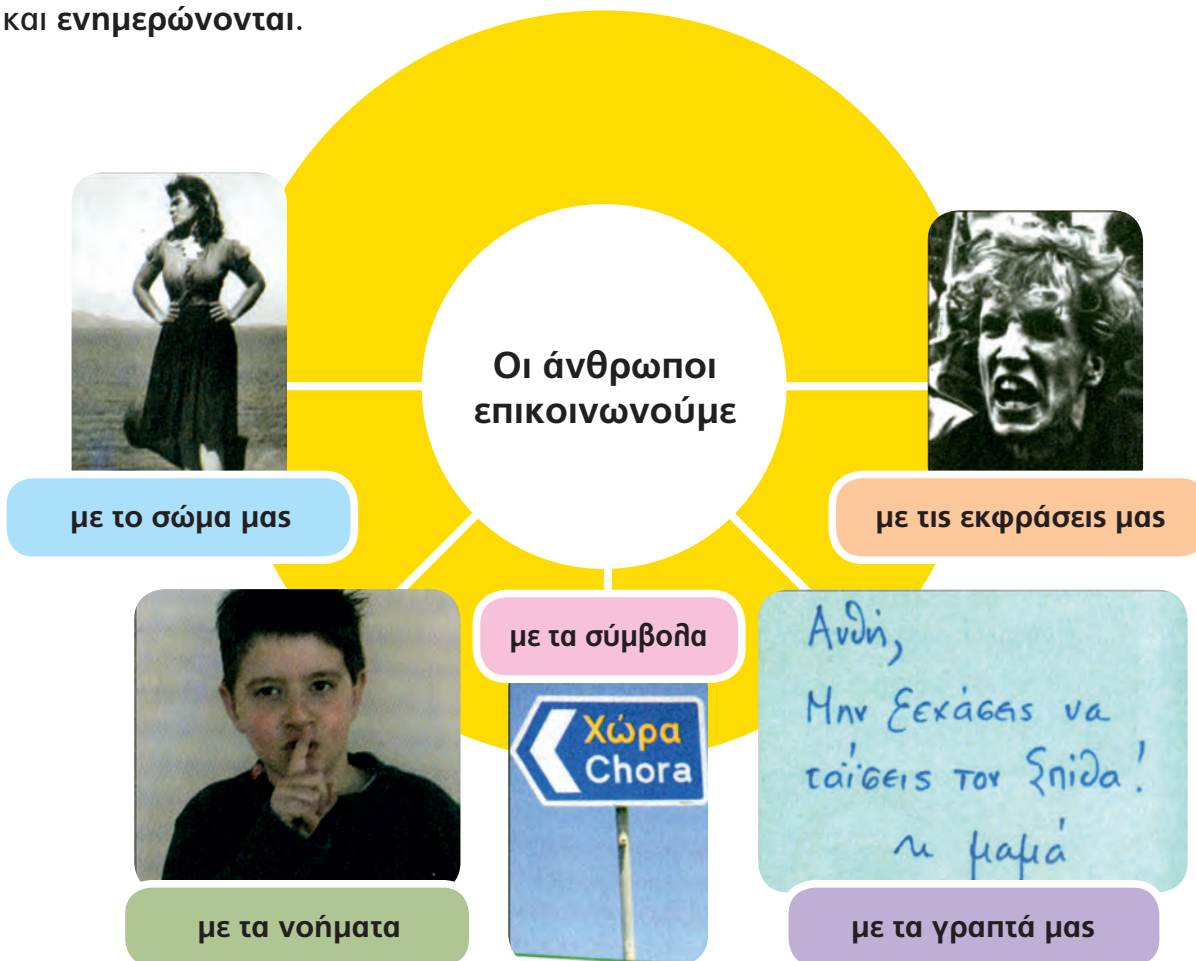 και ενημερώνονται.
Οι άνθρωποι
επικοινωνούμε
με το σώμα μας
με τις εκφράσεις μας
με τα σύμβολα
Χώρα
Chora
Ανθή,
Μην ξεχάσεις να
ταΐσεις τον Σπίθα!
η μαμά
με τα νοήματα
με τα γραπτά μας